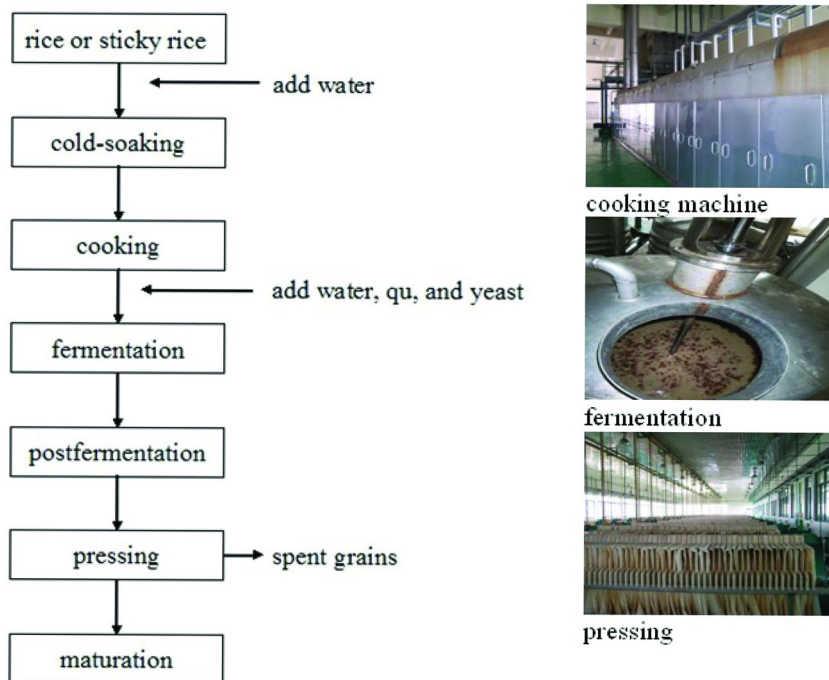 rice or sticky rice
add water
cold-soaking
cooking
add water, qu, and yeast
fermentation
postfermentation
pressing
spent grains
maturation
cooking machine
fermentation
pressing